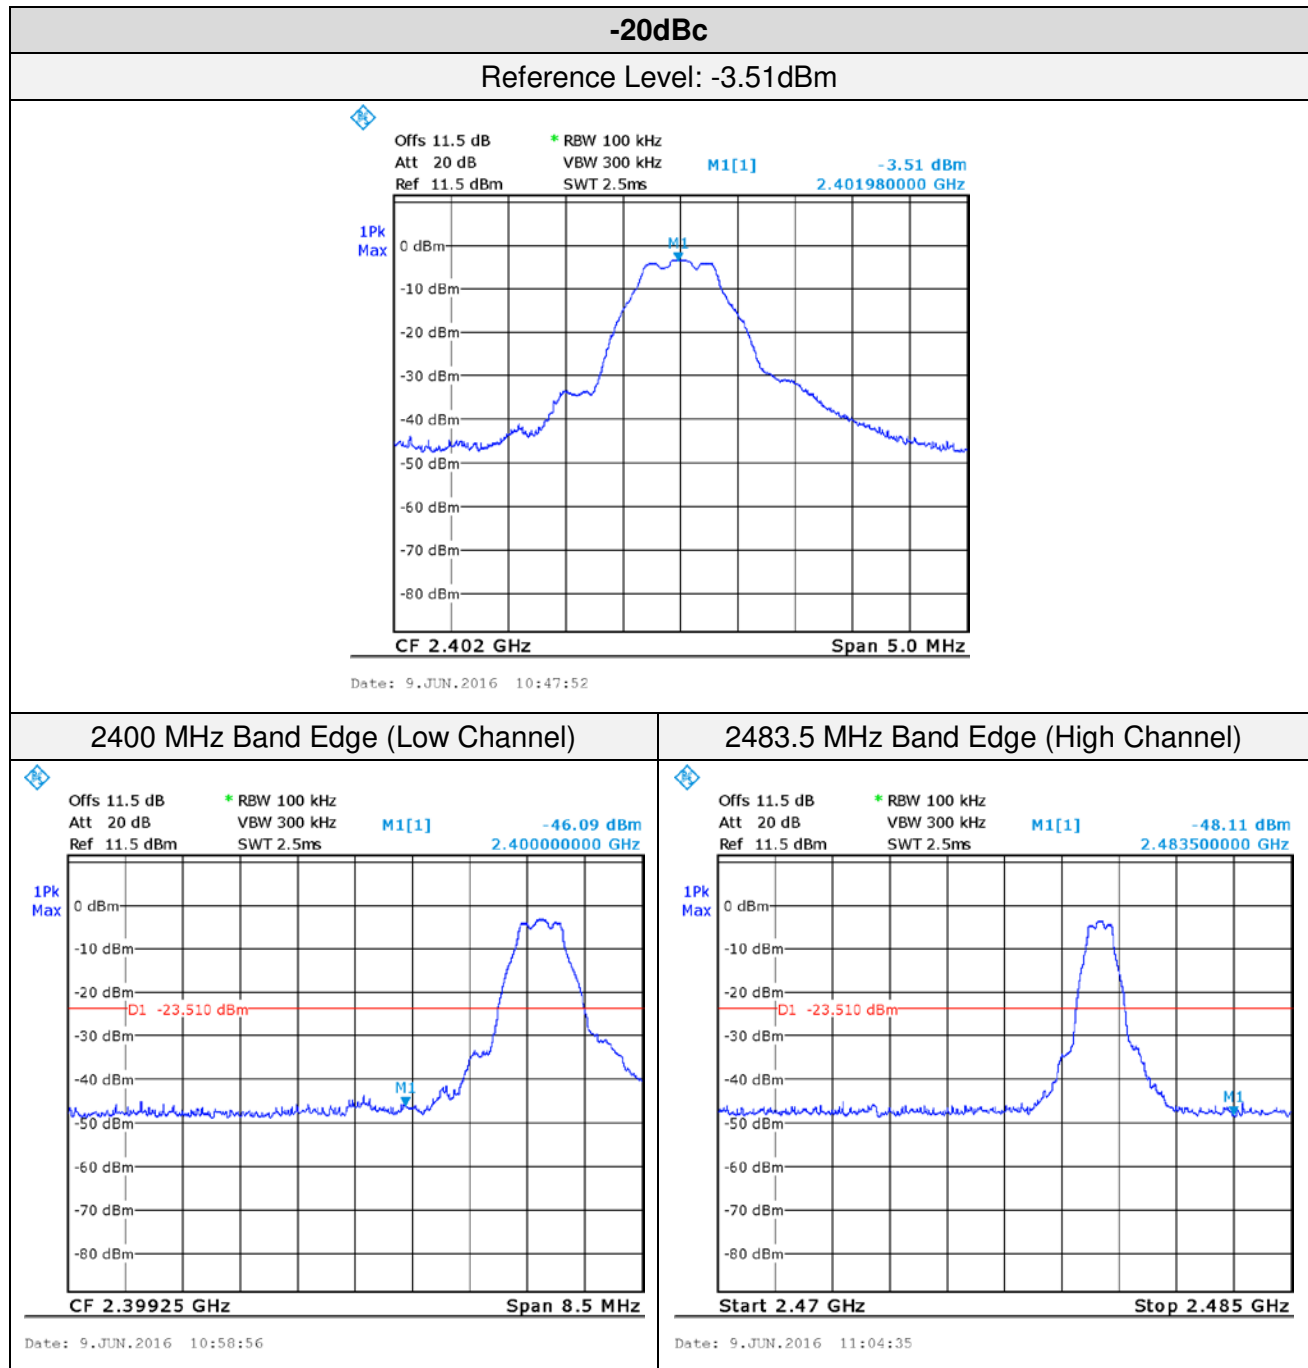 -20dBc
Reference Level: -3.51dBm
Offs 11.5 dB * RBW 100 kHz
Att 20 dB VBW 300 kHz M1[1] -3.51 dBm
Ref 11.5 dBm SWT 2.5ms 2.401980000 GHz
1Pk
Max
M1
0 dBm
-10 dBm
-20 dBm
-30 dBm
-40 dBm
-50 dBm
-60 dBm
-70 dBm
-80 dBm
CF 2.402 GHz Span 5.0 MHz
Date: 9.JUN.2016 10:47:52
2400 MHz Band Edge (Low Channel)
Offs 11.5 dB * RBW 100 kHz
Att 20 dB VBW 300 kHz M1[1] -46.09 dBm
Ref 11.5 dBm SWT 2.5ms 2.400000000 GHz
1Pk
Max
0 dBm
-10 dBm
-20 dBm
D1 -23.510 dBm
-30 dBm
-40 dBm
M1
-50 dBm
-60 dBm
-70 dBm
-80 dBm
CF 2.39925 GHz Span 8.5 MHz
Date: 9.JUN.2016 10:58:56
2483.5 MHz Band Edge (High Channel)
Offs 11.5 dB * RBW 100 kHz
Att 20 dB VBW 300 kHz M1[1] -48.11 dBm
Ref 11.5 dBm SWT 2.5ms 2.483500000 GHz
1Pk
Max
0 dBm
-10 dBm
-20 dBm
D1 -23.510 dBm
-30 dBm
-40 dBm
M1
-50 dBm
-60 dBm
-70 dBm
-80 dBm
Start 2.47 GHz Stop 2.485 GHz
Date: 9.JUN.2016 11:04:35